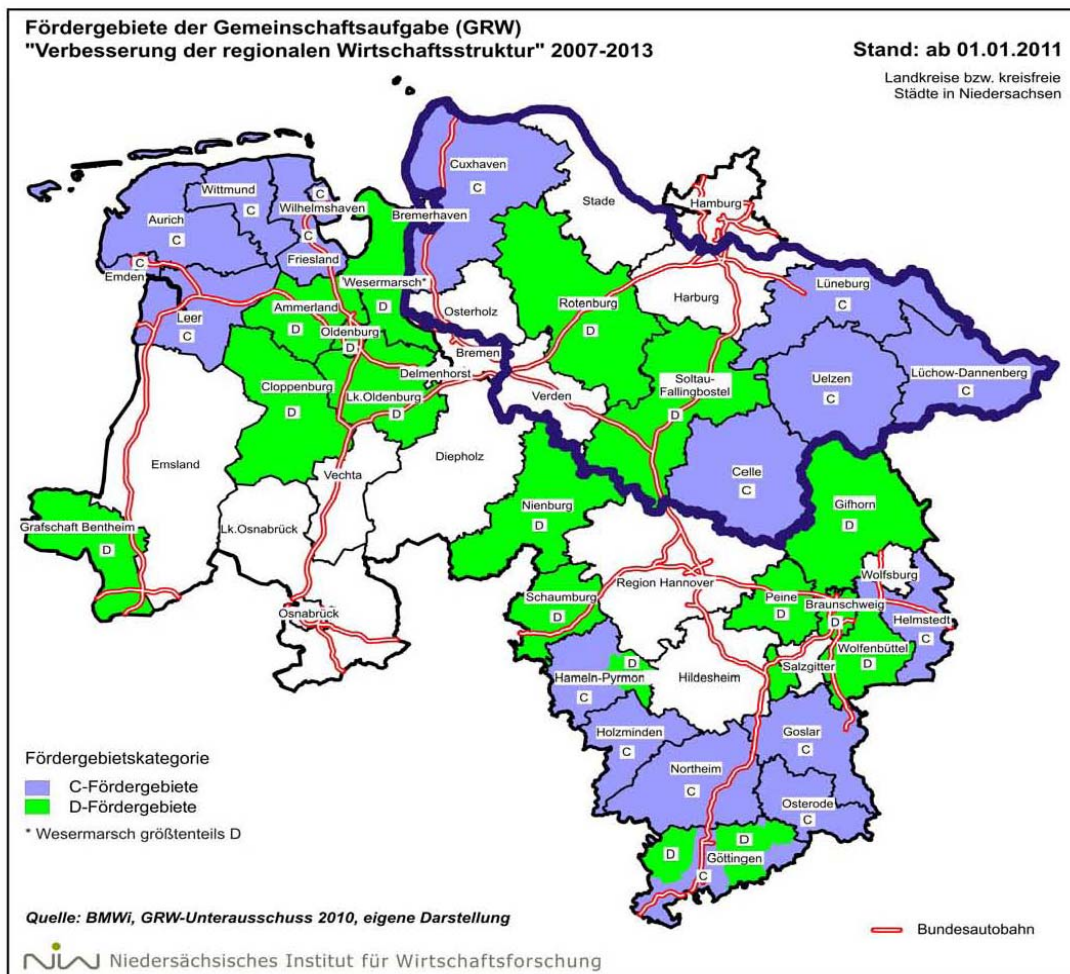 Fördergebiete der Gemeinschaftsaufgabe (GRW)
"Verbesserung der regionalen Wirtschaftsstruktur" 2007-2013
Stand: ab 01.01.2011
Landkreise bzw. kreisfreie
Städte in Niedersachsen
Cuxhaven
C
Wittmund
C
C
Wilhelmshaven
Stade
Hamburg
Aurich
C
Bremerhaven
C
Friesland
Emden
C
Wesermarsch*
D
Osterholz
Rotenburg
D
Harburg
Lüneburg
C
Leer
C
Ammerland
D
Oldenburg
D
Bremen
Delmenhorst
Cloppenburg
D
Lk.Oldenburg
D
Verden
Soltau-
Fallingbostel
D
Uelzen
C
Lüchow-Dannenberg
C
Emsland
Vechta
Diepholz
Celle
C
Lk.Osnabrück
Nienburg
D
Gifhorn
D
Grafschaft Bentheim
D
Wolfsburg
Region Hannover
Schaumburg
D
Peine
D
Braunschweig
D
Helmstedt
C
Osnabrück
Wolfenbüttel
D
Salzgitter
D
Hameln-Pyrmon
C
Hildesheim
Holzminden
C
Goslar
C
Northeim
C
Osterode
C
D
D
Göttingen
C
Fördergebietskategorie
C-Fördergebiete
D-Fördergebiete
* Wesermarsch größtenteils D
Quelle: BMWi, GRW-Unterausschuss 2010, eigene Darstellung
Bundesautobahn
NIW Niedersächsisches Institut für Wirtschaftsforschung